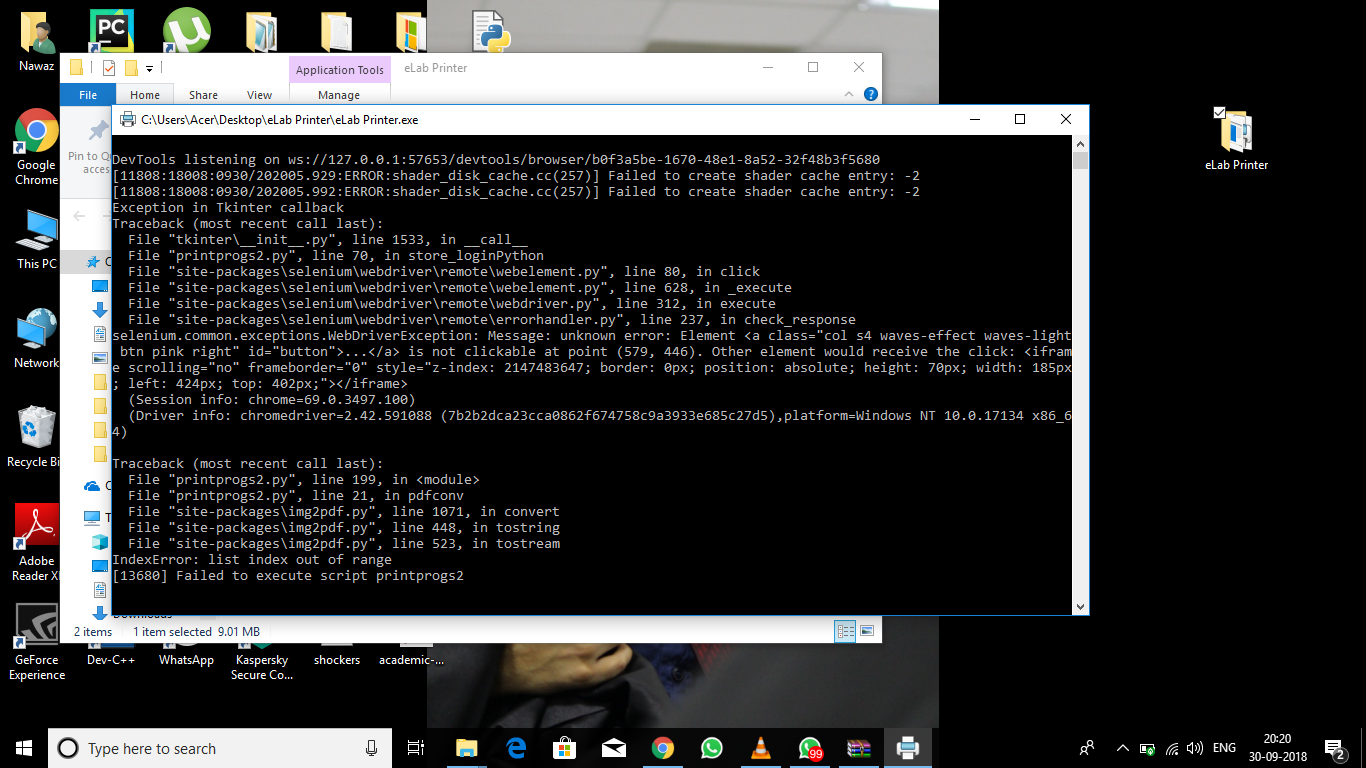 Nawaz
PC
Application Tools
eLab Printer
File
Home
Share
View
Manage
Pin to Q
acces
C:\Users\Acer\Desktop\eLab Printer\eLab Printer.exe
DevTools listening on ws://127.0.0.1:57653/devtools/browser/b0f3a5be-1670-48e1-8a52-32f48b3f5680
[11808:18008:0930/202005.929:ERROR:shader_disk_cache.cc(257)] Failed to create shader cache entry: -2
[11808:18008:0930/202005.992:ERROR:shader_disk_cache.cc(257)] Failed to create shader cache entry: -2
Exception in Tkinter callback
Traceback (most recent call last):
  File "tkinter\__init__.py", line 1533, in __call__
  File "printprogs2.py", line 70, in store_loginPython
  File "site-packages\selenium\webdriver\remote\webelement.py", line 80, in click
  File "site-packages\selenium\webdriver\remote\webelement.py", line 628, in _execute
  File "site-packages\selenium\webdriver\remote\webdriver.py", line 312, in execute
  File "site-packages\selenium\webdriver\remote\errorhandler.py", line 237, in check_response
selenium.common.exceptions.WebDriverException: Message: unknown error: Element <a class="col s4 waves-effect waves-light
 btn pink right" id="button">...</a> is not clickable at point (579, 446). Other element would receive the click: <ifram
e scrolling="no" frameborder="0" style="z-index: 2147483647; border: 0px; position: absolute; height: 70px; width: 185px
; left: 424px; top: 402px;"></iframe>
  (Session info: chrome=69.0.3497.100)
  (Driver info: chromedriver=2.42.591088 (7b2b2dca23cca0862f674758c9a3933e685c27d5),platform=Windows NT 10.0.17134 x86_6
4)
Traceback (most recent call last):
  File "printprogs2.py", line 199, in <module>
  File "printprogs2.py", line 21, in pdfconv
  File "site-packages\img2pdf.py", line 1071, in convert
  File "site-packages\img2pdf.py", line 448, in tostring
  File "site-packages\img2pdf.py", line 523, in tostream
IndexError: list index out of range
[13680] Failed to execute script printprogs2
2 items
1 item selected 9.01 MB
Google
Chrome
This PC
Network
Recycle Bi
Adobe
Reader X
GeForce
Experience
Dev-C++
WhatsApp
Kaspersky
Secure Co...
shockers
academic-...
eLab Printer
Type here to search
99
ENG
20:20
30-09-2018
2